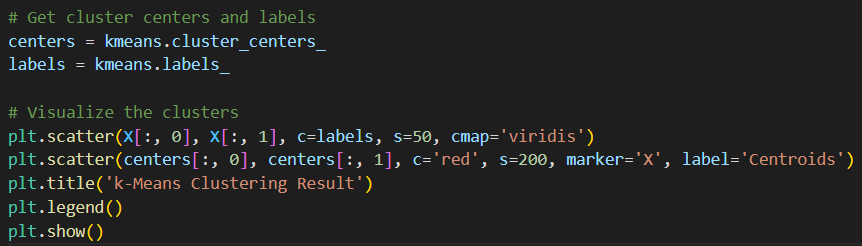 # Get cluster centers and labels
centers = kmeans.cluster_centers_
labels = kmeans.labels_
# Visualize the clusters
plt.scatter(X[:, 0], X[:, 1], c=labels, s=50, cmap='viridis')
plt.scatter(centers[:, 0], centers[:, 1], c='red', s=200, marker='X', label='Centroids')
plt.title('k-Means Clustering Result')
plt.legend()
plt.show()